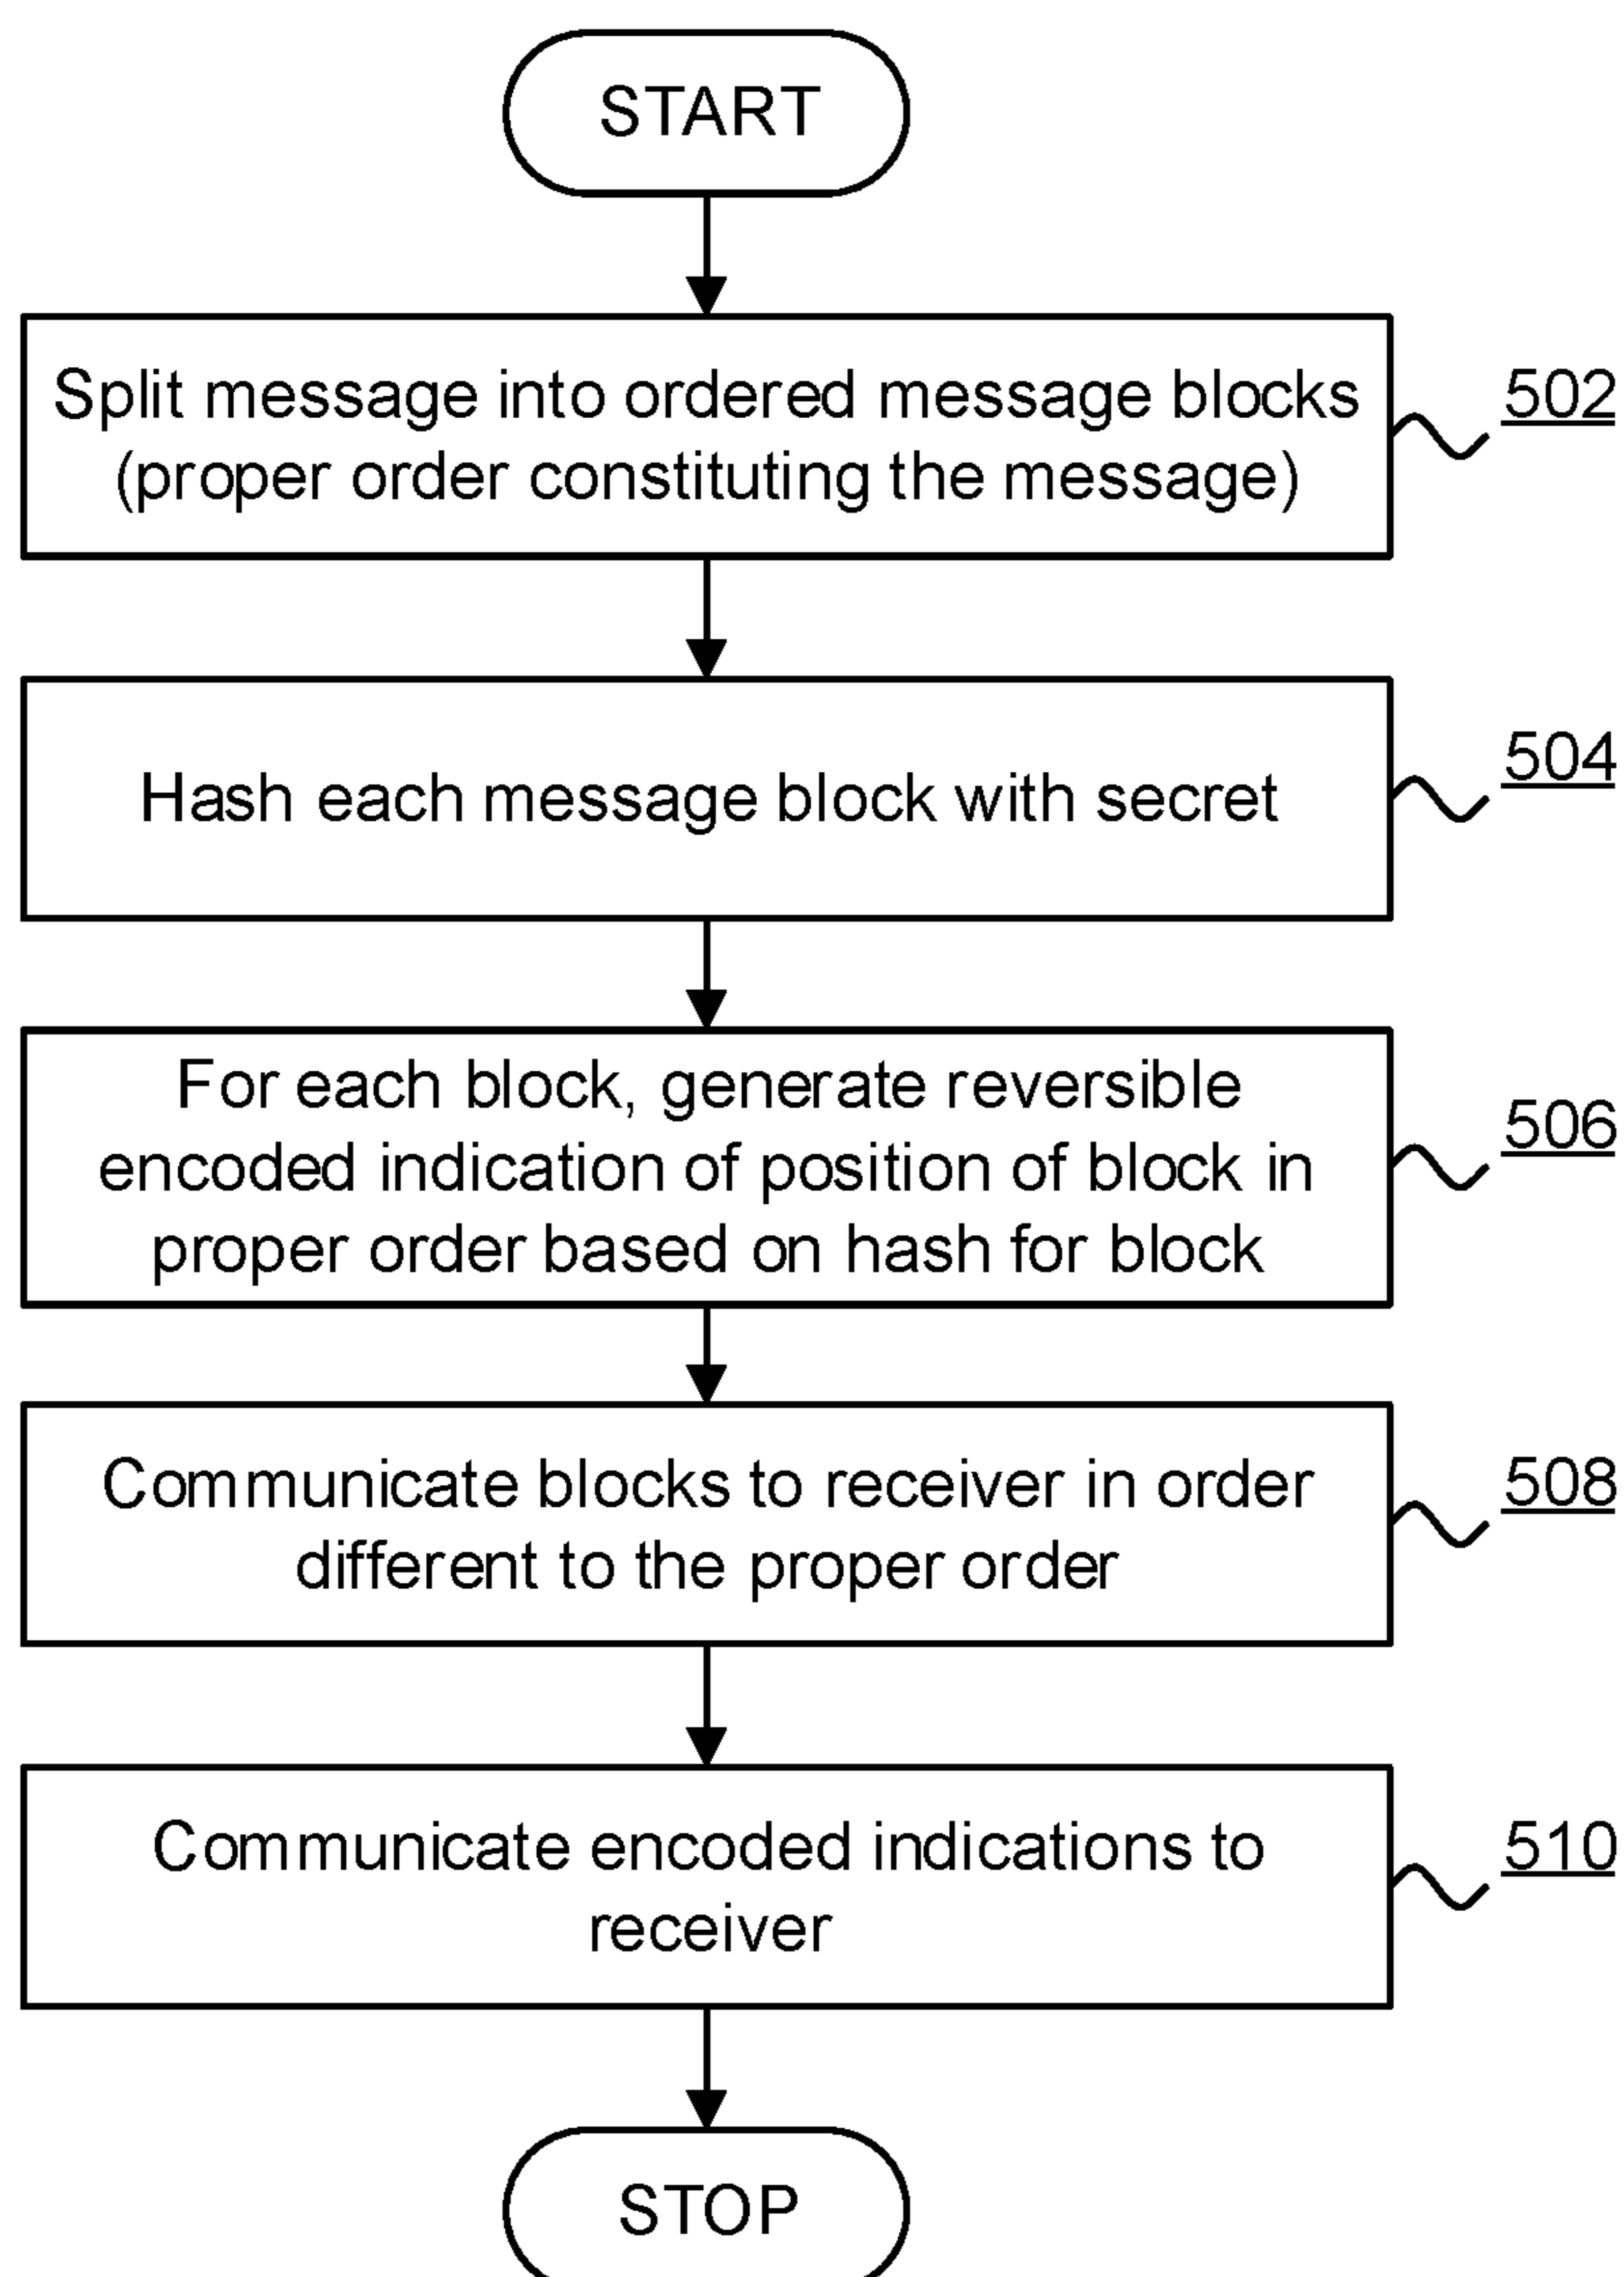 START
Split message into ordered message blocks
(proper order constituting the message)
502
Hash each message block with secret
504
For each block, generate reversible
encoded indication of position of block in
proper order based on hash for block
506
Communicate blocks to receiver in order
different to the proper order
508
Communicate encoded indications to
receiver
510
STOP